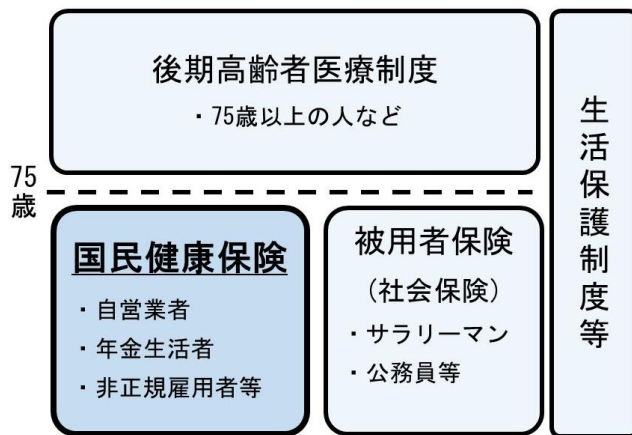 後期高齢者医療制度
・75歳以上の人など
75
歳
国民健康保険
・自営業者
・年金生活者
・非正規雇用者等
被用者保険
(社会保険)
・サラリーマン
・公務員等
生活保護制度等